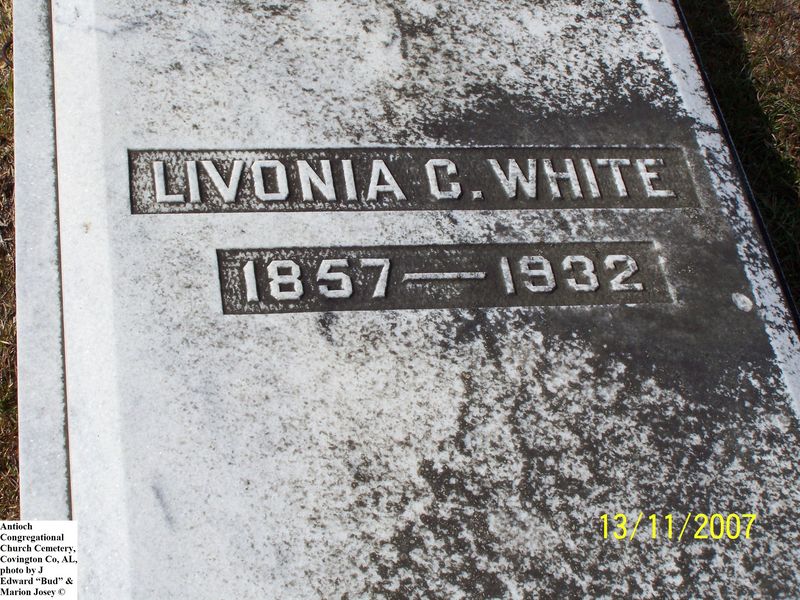 LIVONIA C. WHITE
1857—1932
13/11/2007
Antioch
Congregational
Church Cemetery,
Covington Co, AL,
photo by J
Edward “Bud” &
Marion Josey ©